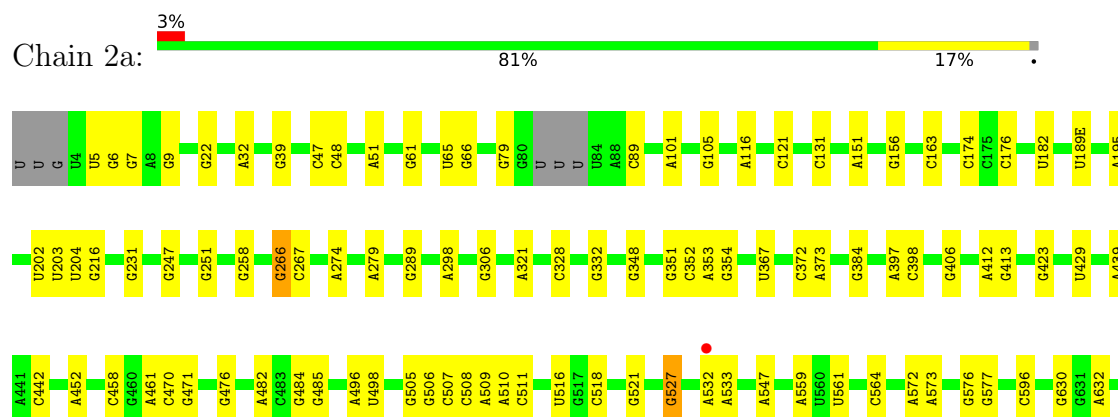 3%
Chain 2a:
81% 17% •
U U G U4 U5 G6 G7 A8 G9 G22 A32 G39 C47 C48 A51 G61 U65 G66 G79 G80 U U U U84 A88 C89 A101 G105 A116 C121 C131 A151 G156 C163 C174 C175 C176 U182 U189E A195
U202 U203 U204 G216 G231 G247 G251 G258 G266 C267 A274 A279 G289 A298 G306 A321 C328 G332 G348 G351 C352 A353 G354 U367 C372 A373 G384 A397 C398 G406 A412 G413 G423 U429 A439
A441 C442 A452 C458 G460 A461 C470 G471 G476 A482 C483 G484 G485 A496 U498 G505 G506 C507 C508 A509 A510 C511 U516 G517 C518 G521 G527 A532 A533 A547 A559 U560 U561 C564 A572 A573 G576 G577 C596 G630 G631 A632